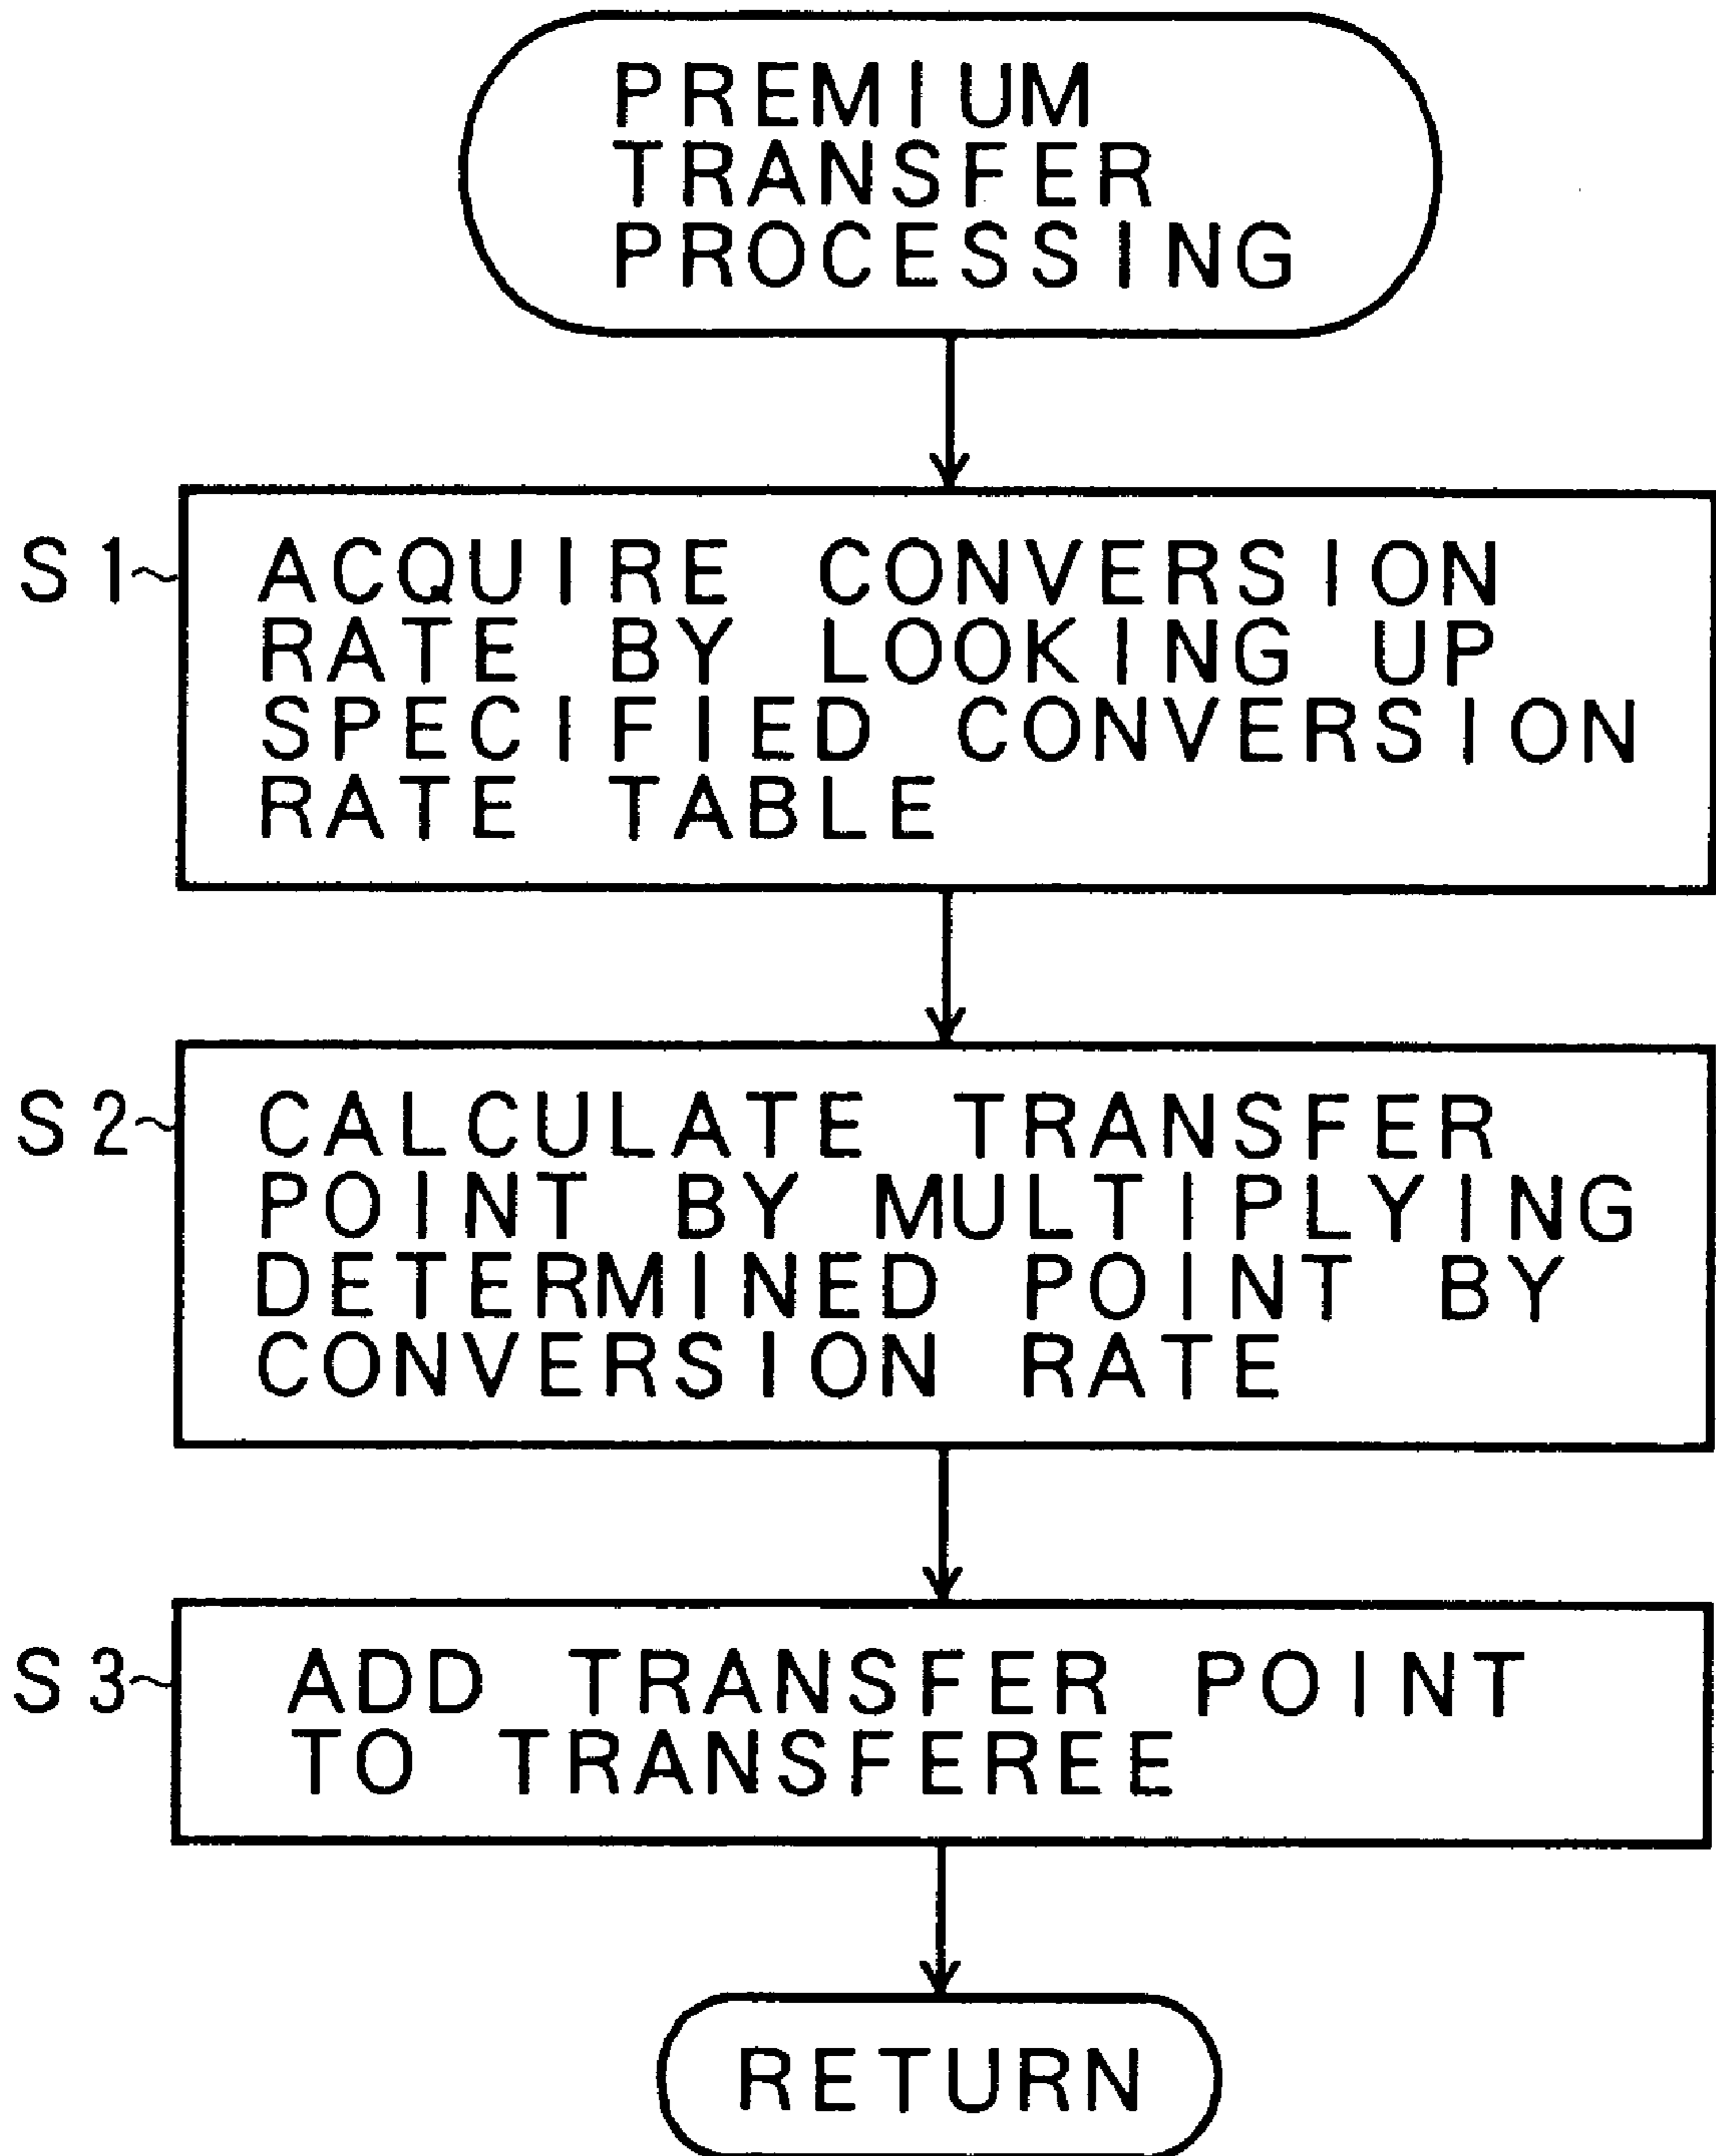 PREMIUM
TRANSFER
PROCESSING
S1
ACQUIRE CONVERSION
RATE BY LOOKING UP
SPECIFIED CONVERSION
RATE TABLE
S2
CALCULATE TRANSFER
POINT BY MULTIPLYING
DETERMINED POINT BY
CONVERSION RATE
S3
ADD TRANSFER POINT
TO TRANSFEREE
RETURN